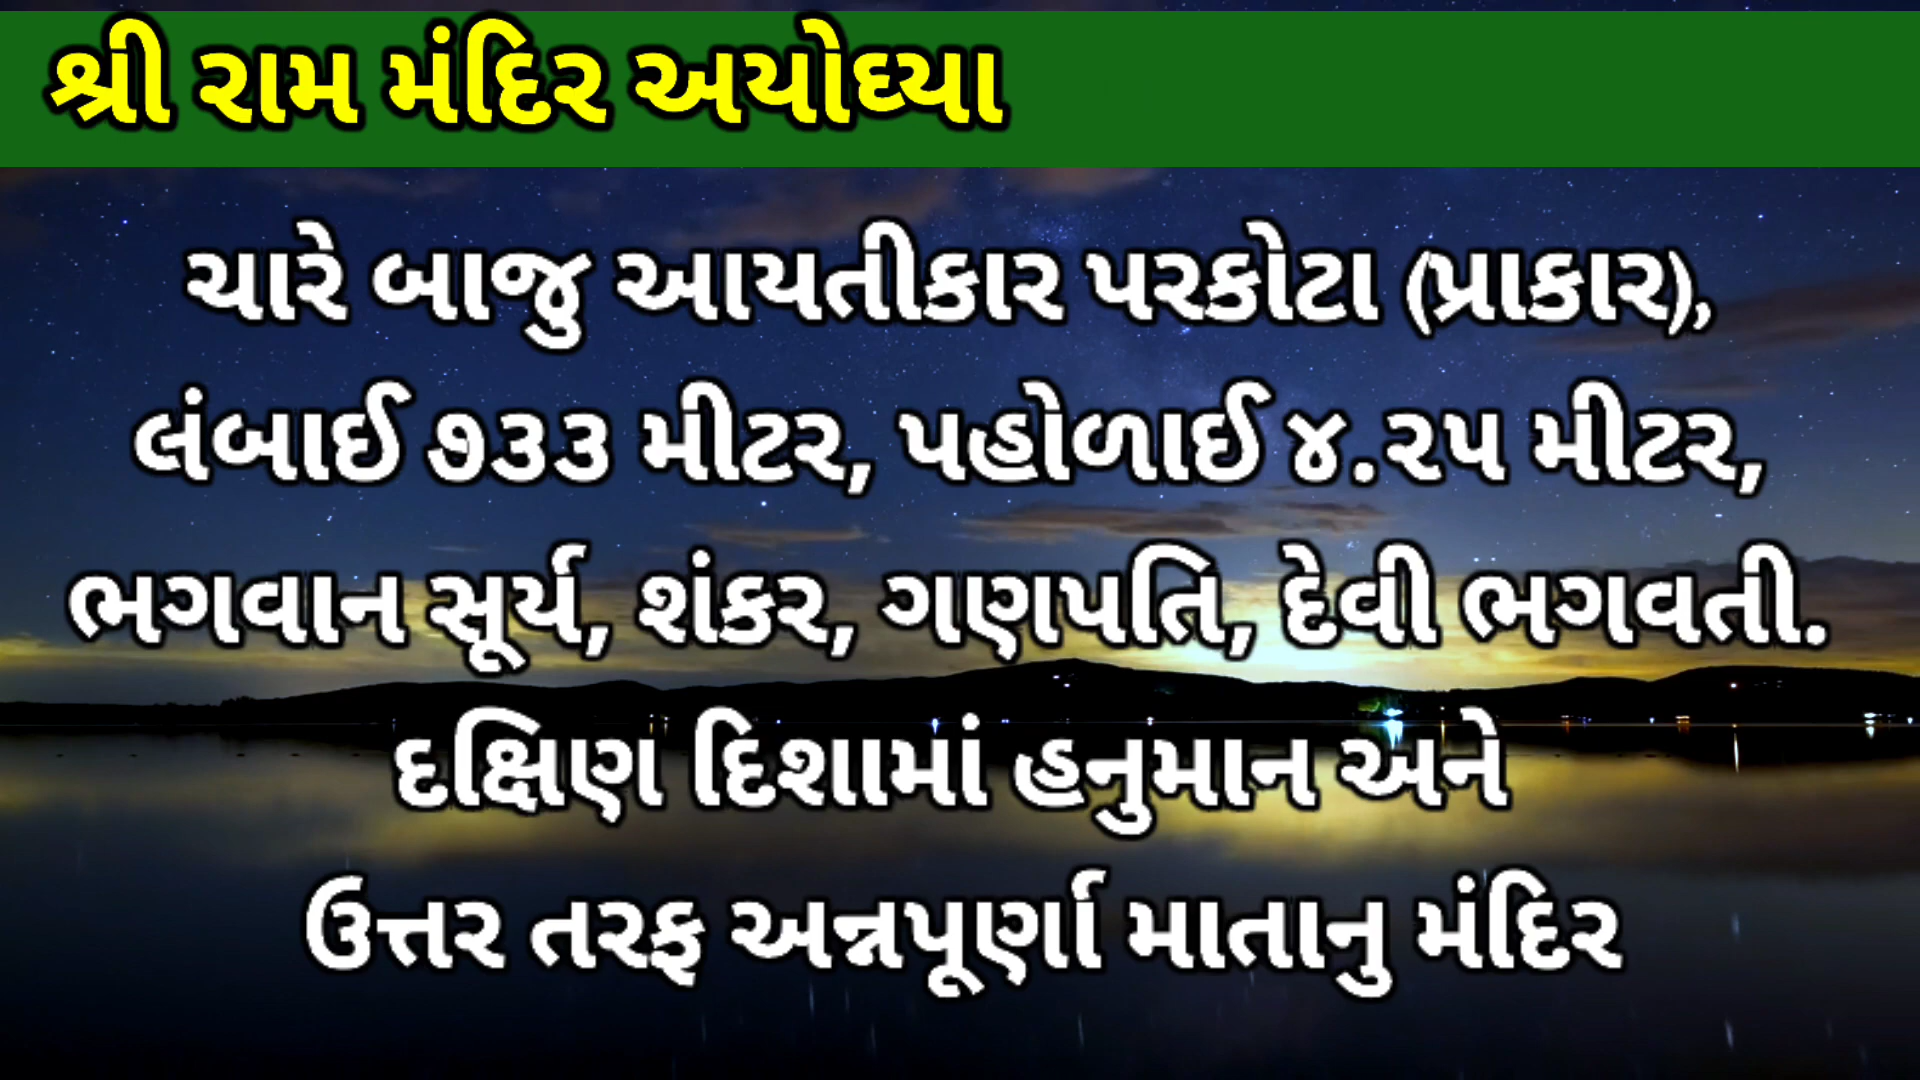 શ્રી રામ મંદિર અયોધ્યા
ચારે બાજુ આયતીકાર પરકોટા (પ્રાકાર),
લંબાઈ ૭૩૩ મીટર, પહોળાઈ ૪.૨૫ મીટર,
ભગવાન સૂર્ય, શંકર, ગણપતિ, દેવી ભગવતી.
દક્ષિણ દિશામાં હનુમાન અને
ઉત્તર તરફ અન્નપૂર્ણા માતાનુ મંદિર